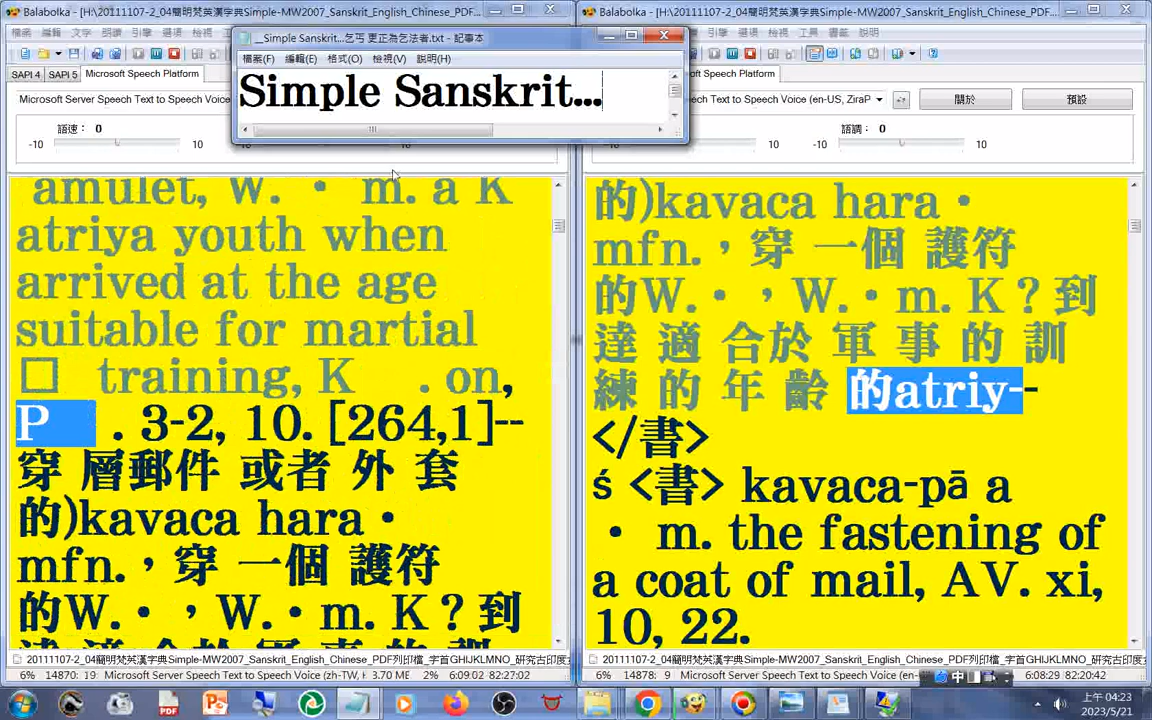 Balabolka - [H:\20111107-2_04簡明梵英漢字典Simple-MW2007_Sanskrit_English_Chinese_PDF...
Balabolka - [H:\20111107-2_04簡明梵英漢字典Simple-MW2007_Sanskrit_English_Chinese_PDF...
__Simple Sanskrit...乞丐 更正為乞法者.txt - 記事本
檔案(F) 編輯(E) 格式(O) 檢視(V) 說明(H)
Simple Sanskrit...
SAPI 4 SAPI 5 Microsoft Speech Platform
ft Speech Platform
Microsoft Server Speech Text to Speech Voice
ch Text to Speech Voice (en-US, ZiraP
關於 預設
語速： 0
語調： 0
-10 10
-10 10
amulet, W. • m. a K
atriya youth when
arrived at the age
suitable for martial
□ training, K . on,
P . 3-2, 10. [264,1]--
穿 層郵件 或者 外 套
的)kavaca hara •
mfn.，穿 一個 護符
的W. •，W. • m. K？到
達 適 合於 軍 事 的 訓
的)kavaca hara •
mfn.，穿 一個 護符
的W. •，W. • m. K？到
達 適 合於 軍 事 的 訓
練 的 年 齡 的atriy--
</書>
ś <書> kavaca-pā a
• m. the fastening of
a coat of mail, AV. xi,
10, 22.
20111107-2_04簡明梵英漢字典Simple-MW2007_Sanskrit_English_Chinese_PDF列印檔_字首GHIJKLMNO_研究古印度
20111107-2_04簡明梵英漢字典Simple-MW2007_Sanskrit_English_Chinese_PDF列印檔_字首GHIJKLMNO_研究古印度
6% 14870: 19 Microsoft Server Speech Text to Speech Voice (zh-TW, H 3.70 ME 2% 6:09:02 82:27:02
6% 14878: 9 Microsoft Server Speech Text to Speech Voice 6:08:29 82:20:42
中
上午 04:23
2023/5/21